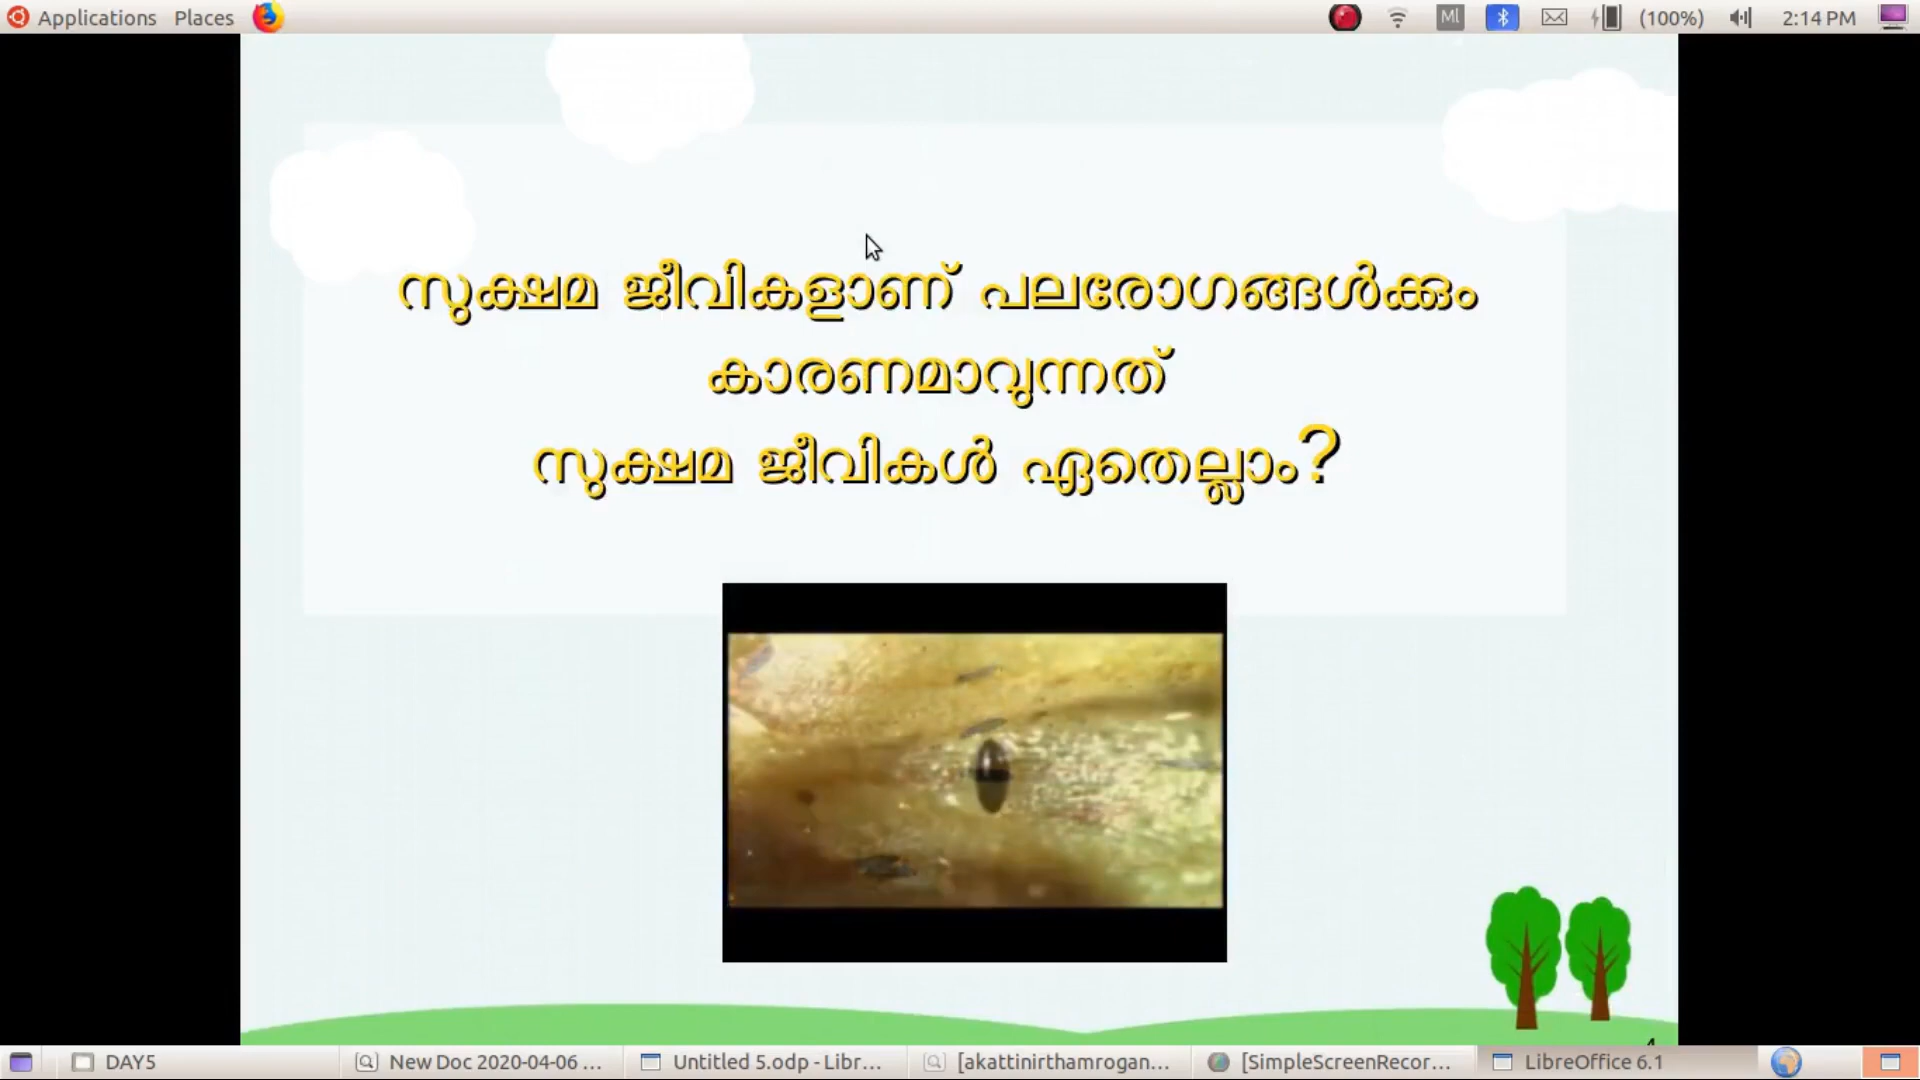 Applications Places Ml (100%) 2:14 PM
സുക്ഷമ ജീവികളാണ് പലരോഗങ്ങൾക്കും
കാരണമാവുന്നത്
സുക്ഷമ ജീവികൾ ഏതെല്ലാം?
DAY5 New Doc 2020-04-06 ... Untitled 5.odp - Libr... [akattinirthamrogan... [SimpleScreenRecor... LibreOffice 6.1